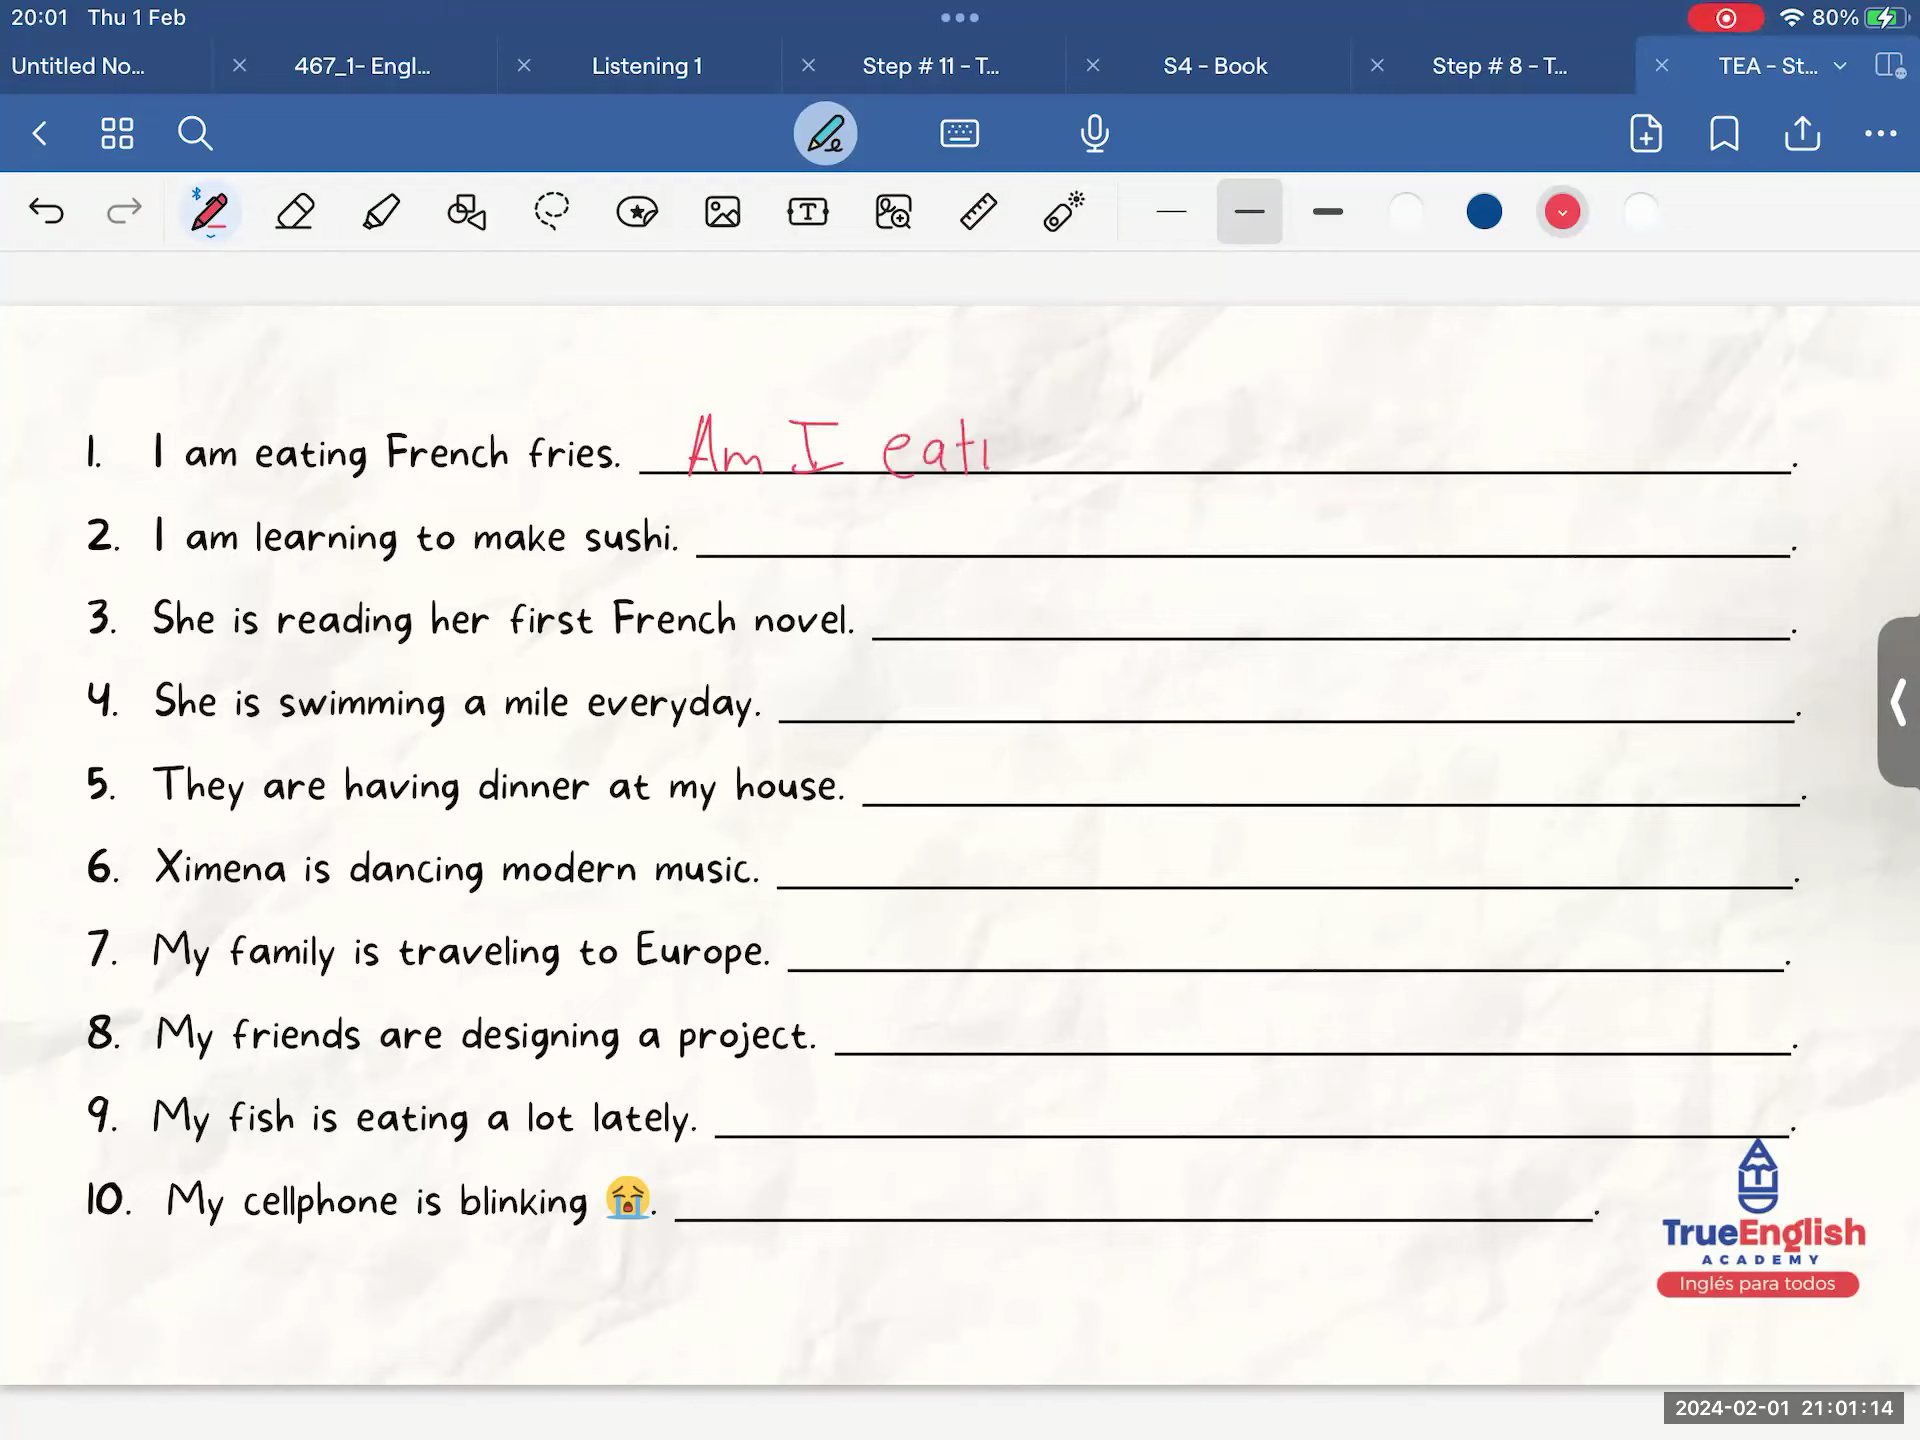 20:01 Thu 1 Feb 80%
Untitled No... 467_1- Engl... Listening 1 Step # 11 - T... S4 - Book Step # 8 - T... TEA - St...
1. I am eating French fries. Am I eati .
2. I am learning to make sushi. .
3. She is reading her first French novel. .
4. She is swimming a mile everyday. .
5. They are having dinner at my house. .
6. Ximena is dancing modern music. .
7. My family is traveling to Europe. .
8. My friends are designing a project. .
9. My fish is eating a lot lately. .
10. My cellphone is blinking 😭. .
TrueEnglish
ACADEMY
Inglés para todos
2024-02-01 21:01:14